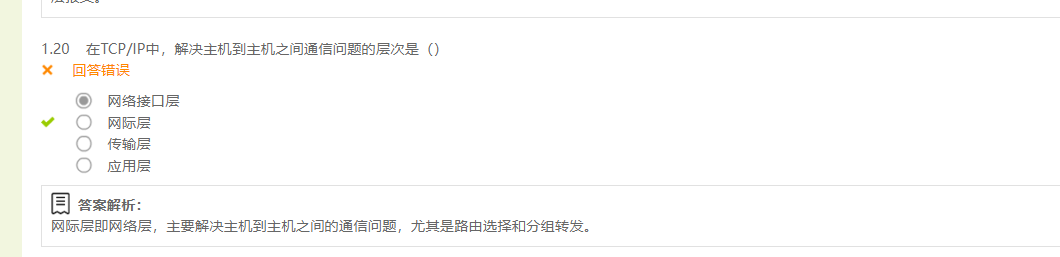 1.20 在TCP/IP中，解决主机到主机之间通信问题的层次是（）
回答错误
网络接口层
网际层
传输层
应用层
答案解析：
网际层即网络层，主要解决主机到主机之间的通信问题，尤其是路由选择和分组转发。